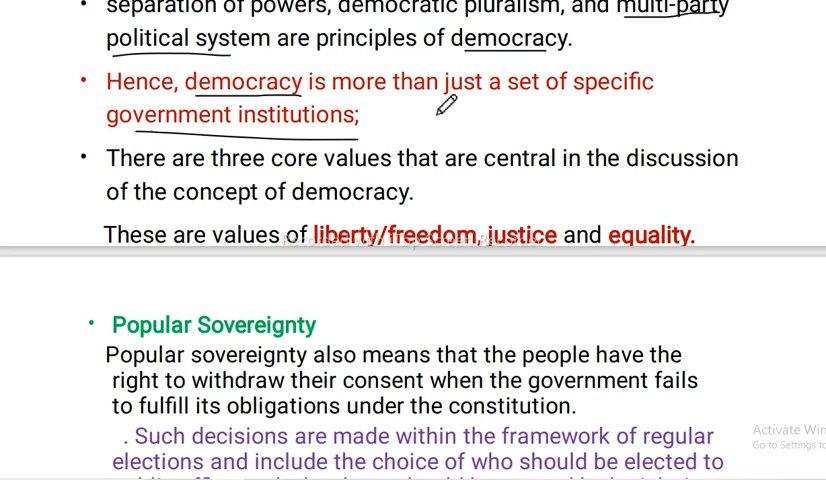 separation of powers, democratic pluralism, and multi-party
political system are principles of democracy.
• Hence, democracy is more than just a set of specific
government institutions;
• There are three core values that are central in the discussion
of the concept of democracy.
These are values of liberty/freedom, justice and equality.
• Popular Sovereignty
Popular sovereignty also means that the people have the
right to withdraw their consent when the government fails
to fulfill its obligations under the constitution.
. Such decisions are made within the framework of regular
elections and include the choice of who should be elected to
Activate Win
Go to Settings to